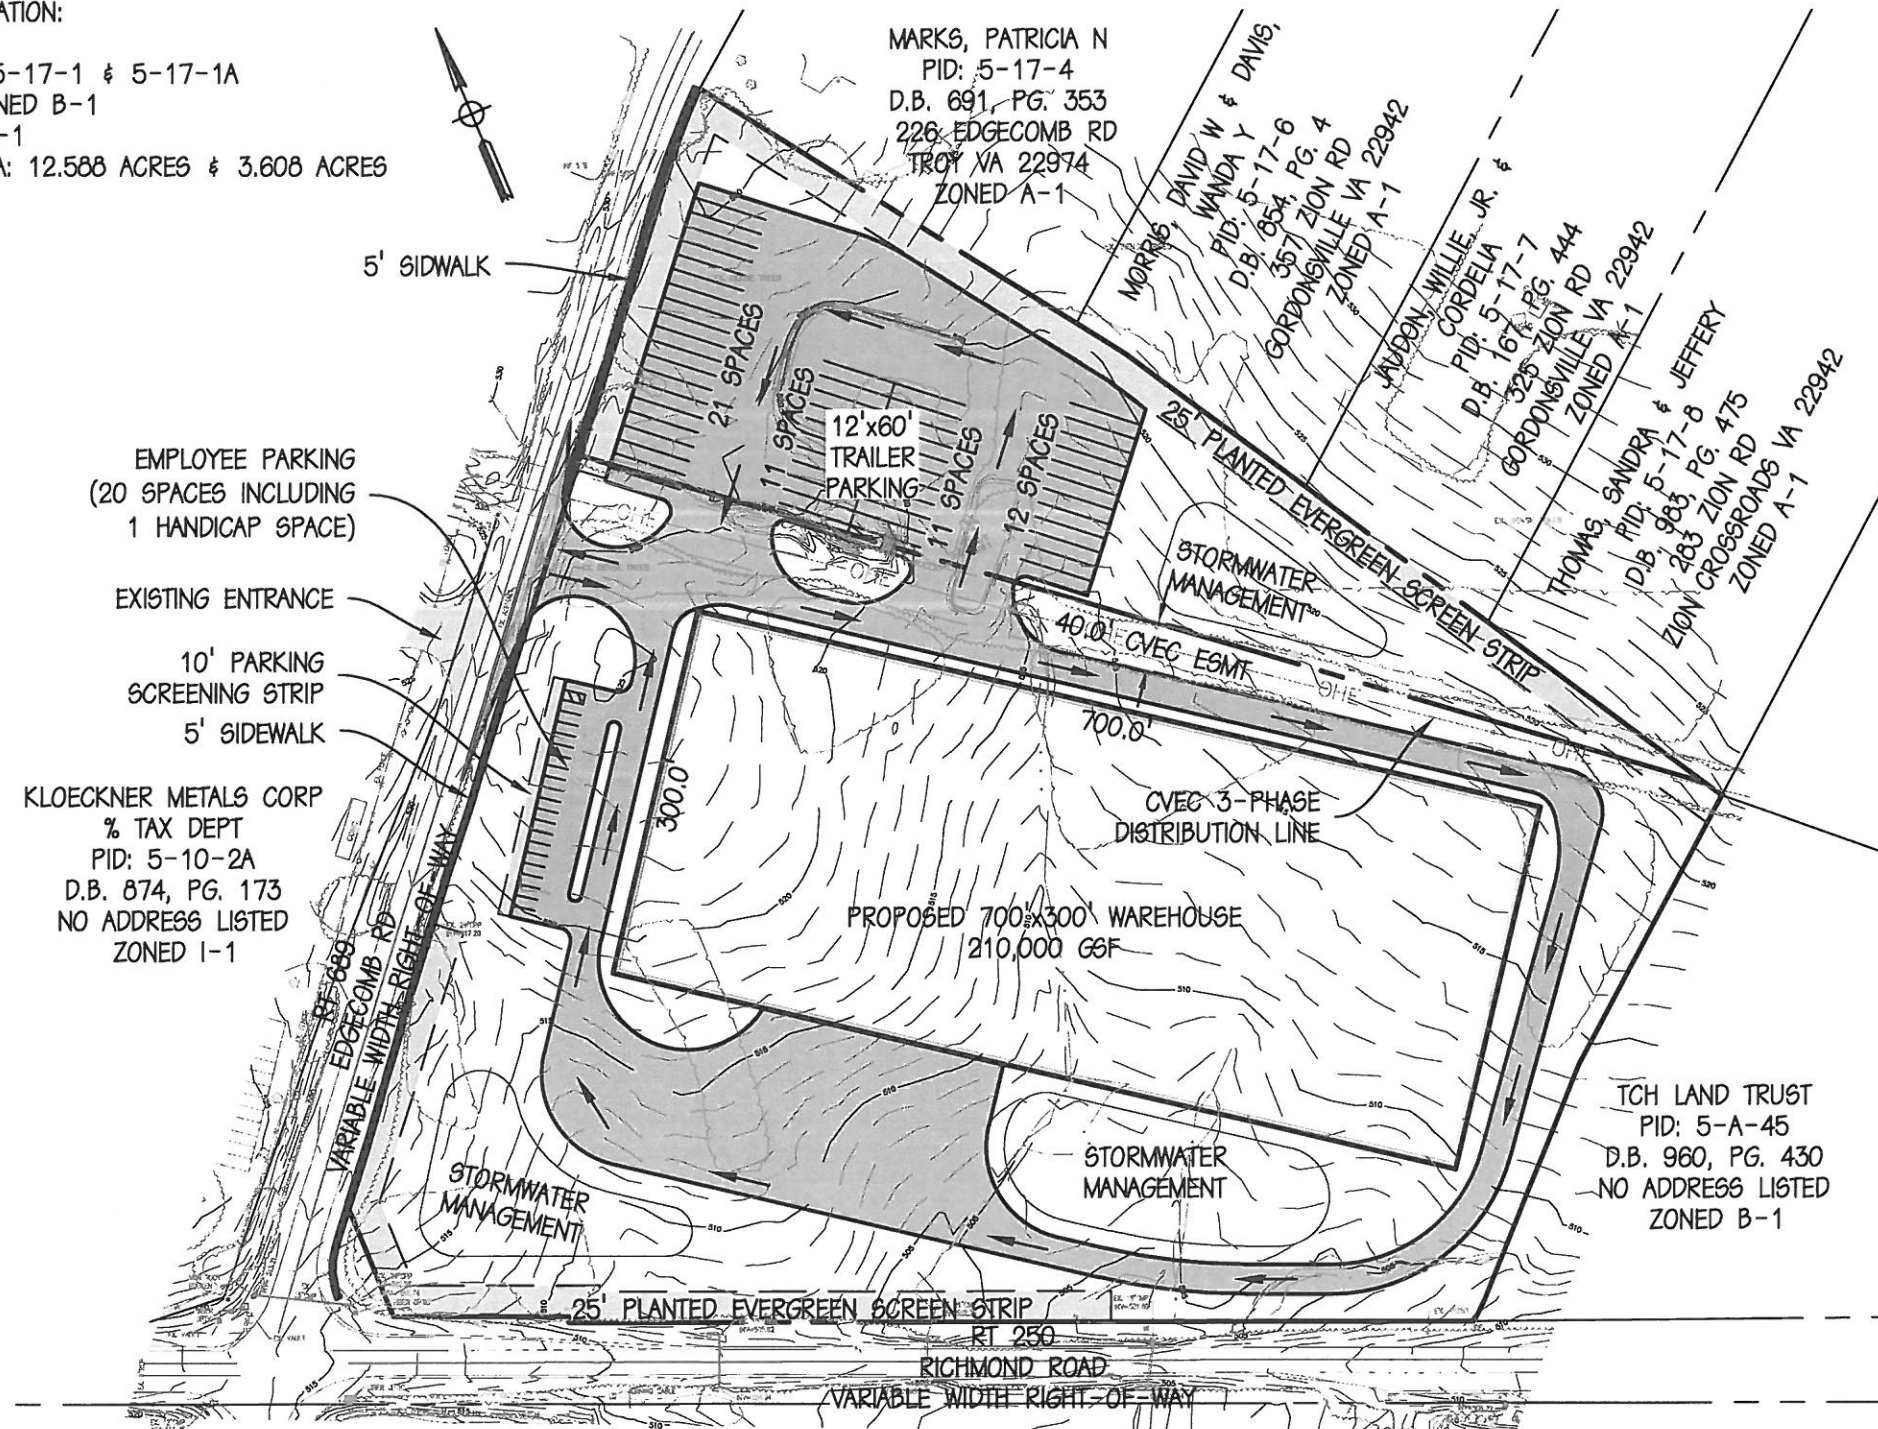 ATION:
5-17-1 & 5-17-1A
NED B-1
-1
A: 12.588 ACRES & 3.608 ACRES
MARKS, PATRICIA N
PID: 5-17-4
D.B. 691, PG. 353
226 EDGECOMB RD
TROY VA 22974
ZONED A-1
MORRIS, DAVID W & DAVIS,
WANDA Y
PID: 5-17-6
D.B. 854, PG. 4
357 ZION RD
GORDONSVILLE VA 22942
ZONED A-1
JAUDON, WILLIE, JR. &
CORDELIA
PID: 5-17-7
D.B. 167, PG. 444
325 ZION RD
GORDONSVILLE VA 22942
ZONED A-1
THOMAS, SANDRA & JEFFERY
PID: 5-17-8
D.B. 983, PG. 475
283 ZION RD
ZION CROSSROADS VA 22942
ZONED A-1
5' SIDWALK
21 SPACES
11 SPACES
12'x60'
TRAILER
PARKING
11 SPACES
12 SPACES
25' PLANTED EVERGREEN SCREEN STRIP
EMPLOYEE PARKING
(20 SPACES INCLUDING
1 HANDICAP SPACE)
EXISTING ENTRANCE
10' PARKING
SCREENING STRIP
5' SIDEWALK
STORMWATER
MANAGEMENT
40.0' CVEC ESMT
OHE
OHE
700.0'
300.0'
CVEC 3-PHASE
DISTRIBUTION LINE
KLOECKNER METALS CORP
% TAX DEPT
PID: 5-10-2A
D.B. 874, PG. 173
NO ADDRESS LISTED
ZONED I-1
RT 689
EDGECOMB RD
VARIABLE WIDTH RIGHT-OF-WAY
PROPOSED 700'x300' WAREHOUSE
210,000 GSF
TCH LAND TRUST
PID: 5-A-45
D.B. 960, PG. 430
NO ADDRESS LISTED
ZONED B-1
STORMWATER
MANAGEMENT
STORMWATER
MANAGEMENT
25' PLANTED EVERGREEN SCREEN STRIP
RT 250
RICHMOND ROAD
VARIABLE WIDTH RIGHT-OF-WAY